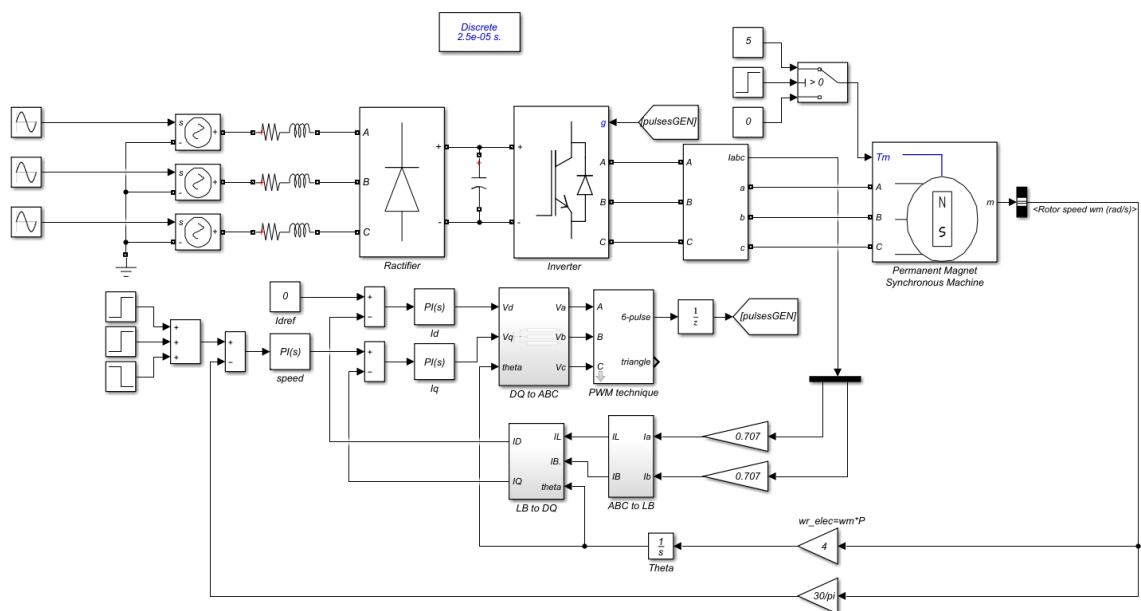 Discrete
2.5e-05 s.
5
> 0
0
s
+
-
s
+
-
s
+
-
A
B
C
+
-
Ractifier
+
-
g
A
B
C
Inverter
[pulsesGEN]
A
B
C
Iabc
a
b
c
Tm
A
B
C
N
S
m
Permanent Magnet
Synchronous Machine
<Rotor speed wm (rad/s)>
+
+
+
+
−
PI(s)
speed
0
Idref
+
−
+
−
PI(s)
Id
PI(s)
Iq
Vd
Vq
theta
Va
Vb
Vc
DQ to ABC
A
B
C
6-pulse
triangle
PWM technique
1
z
[pulsesGEN]
ID
IQ
IL
IB.
theta
LB to DQ
IL
IB
Ia
Ib
ABC to LB
0.707
0.707
wr_elec=wm*P
4
1
s
Theta
30/pi